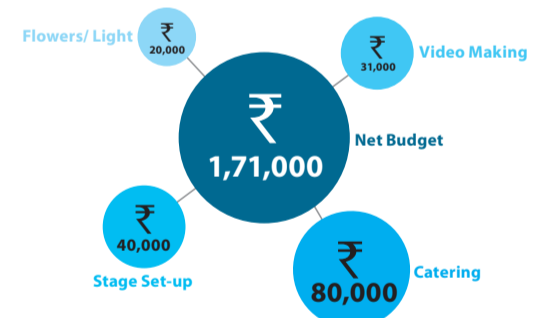 Flowers/ Light
₹
20,000
₹
31,000
Video Making
₹
1,71,000
Net Budget
₹
40,000
Stage Set-up
₹
80,000
Catering